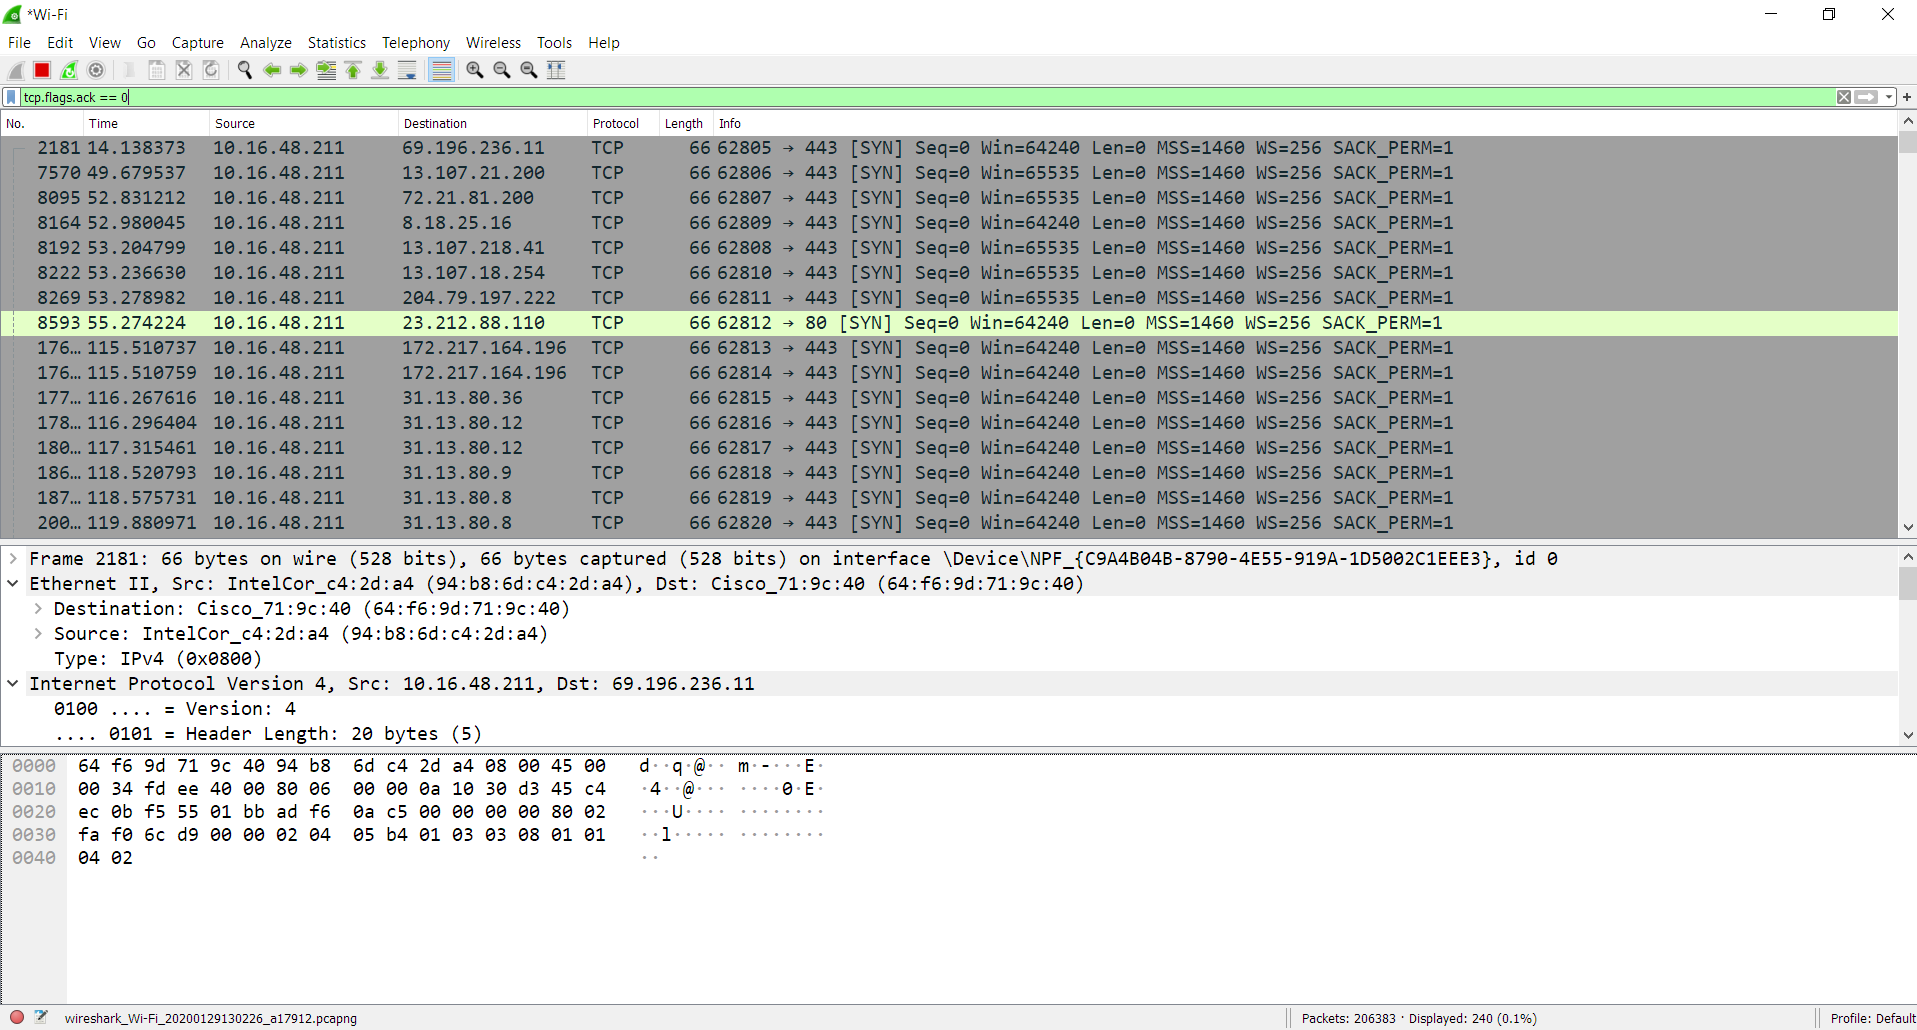 *Wi-Fi
File Edit View Go Capture Analyze Statistics Telephony Wireless Tools Help
tcp.flags.ack == 0
No. Time Source Destination Protocol Length Info
2181 14.138373 10.16.48.211 69.196.236.11 TCP 66 62805 → 443 [SYN] Seq=0 Win=64240 Len=0 MSS=1460 WS=256 SACK_PERM=1
7570 49.679537 10.16.48.211 13.107.21.200 TCP 66 62806 → 443 [SYN] Seq=0 Win=65535 Len=0 MSS=1460 WS=256 SACK_PERM=1
8095 52.831212 10.16.48.211 72.21.81.200 TCP 66 62807 → 443 [SYN] Seq=0 Win=65535 Len=0 MSS=1460 WS=256 SACK_PERM=1
8164 52.980045 10.16.48.211 8.18.25.16 TCP 66 62809 → 443 [SYN] Seq=0 Win=64240 Len=0 MSS=1460 WS=256 SACK_PERM=1
8192 53.204799 10.16.48.211 13.107.218.41 TCP 66 62808 → 443 [SYN] Seq=0 Win=65535 Len=0 MSS=1460 WS=256 SACK_PERM=1
8222 53.236630 10.16.48.211 13.107.18.254 TCP 66 62810 → 443 [SYN] Seq=0 Win=65535 Len=0 MSS=1460 WS=256 SACK_PERM=1
8269 53.278982 10.16.48.211 204.79.197.222 TCP 66 62811 → 443 [SYN] Seq=0 Win=65535 Len=0 MSS=1460 WS=256 SACK_PERM=1
8593 55.274224 10.16.48.211 23.212.88.110 TCP 66 62812 → 80 [SYN] Seq=0 Win=64240 Len=0 MSS=1460 WS=256 SACK_PERM=1
176… 115.510737 10.16.48.211 172.217.164.196 TCP 66 62813 → 443 [SYN] Seq=0 Win=64240 Len=0 MSS=1460 WS=256 SACK_PERM=1
176… 115.510759 10.16.48.211 172.217.164.196 TCP 66 62814 → 443 [SYN] Seq=0 Win=64240 Len=0 MSS=1460 WS=256 SACK_PERM=1
177… 116.267616 10.16.48.211 31.13.80.36 TCP 66 62815 → 443 [SYN] Seq=0 Win=64240 Len=0 MSS=1460 WS=256 SACK_PERM=1
178… 116.296404 10.16.48.211 31.13.80.12 TCP 66 62816 → 443 [SYN] Seq=0 Win=64240 Len=0 MSS=1460 WS=256 SACK_PERM=1
180… 117.315461 10.16.48.211 31.13.80.12 TCP 66 62817 → 443 [SYN] Seq=0 Win=64240 Len=0 MSS=1460 WS=256 SACK_PERM=1
186… 118.520793 10.16.48.211 31.13.80.9 TCP 66 62818 → 443 [SYN] Seq=0 Win=64240 Len=0 MSS=1460 WS=256 SACK_PERM=1
187… 118.575731 10.16.48.211 31.13.80.8 TCP 66 62819 → 443 [SYN] Seq=0 Win=64240 Len=0 MSS=1460 WS=256 SACK_PERM=1
200… 119.880971 10.16.48.211 31.13.80.8 TCP 66 62820 → 443 [SYN] Seq=0 Win=64240 Len=0 MSS=1460 WS=256 SACK_PERM=1
Frame 2181: 66 bytes on wire (528 bits), 66 bytes captured (528 bits) on interface \Device\NPF_{C9A4B04B-8790-4E55-919A-1D5002C1EEE3}, id 0
Ethernet II, Src: IntelCor_c4:2d:a4 (94:b8:6d:c4:2d:a4), Dst: Cisco_71:9c:40 (64:f6:9d:71:9c:40)
Destination: Cisco_71:9c:40 (64:f6:9d:71:9c:40)
Source: IntelCor_c4:2d:a4 (94:b8:6d:c4:2d:a4)
Type: IPv4 (0x0800)
Internet Protocol Version 4, Src: 10.16.48.211, Dst: 69.196.236.11
0100 .... = Version: 4
.... 0101 = Header Length: 20 bytes (5)
0000 64 f6 9d 71 9c 40 94 b8 6d c4 2d a4 08 00 45 00 d··q·@·· m·-···E·
0010 00 34 fd ee 40 00 80 06 00 00 0a 10 30 d3 45 c4 ·4··@··· ····0·E·
0020 ec 0b f5 55 01 bb ad f6 0a c5 00 00 00 00 80 02 ···U···· ········
0030 fa f0 6c d9 00 00 02 04 05 b4 01 03 03 08 01 01 ··l····· ········
0040 04 02 ··
wireshark_Wi-Fi_20200129130226_a17912.pcapng Packets: 206383 · Displayed: 240 (0.1%) Profile: Default